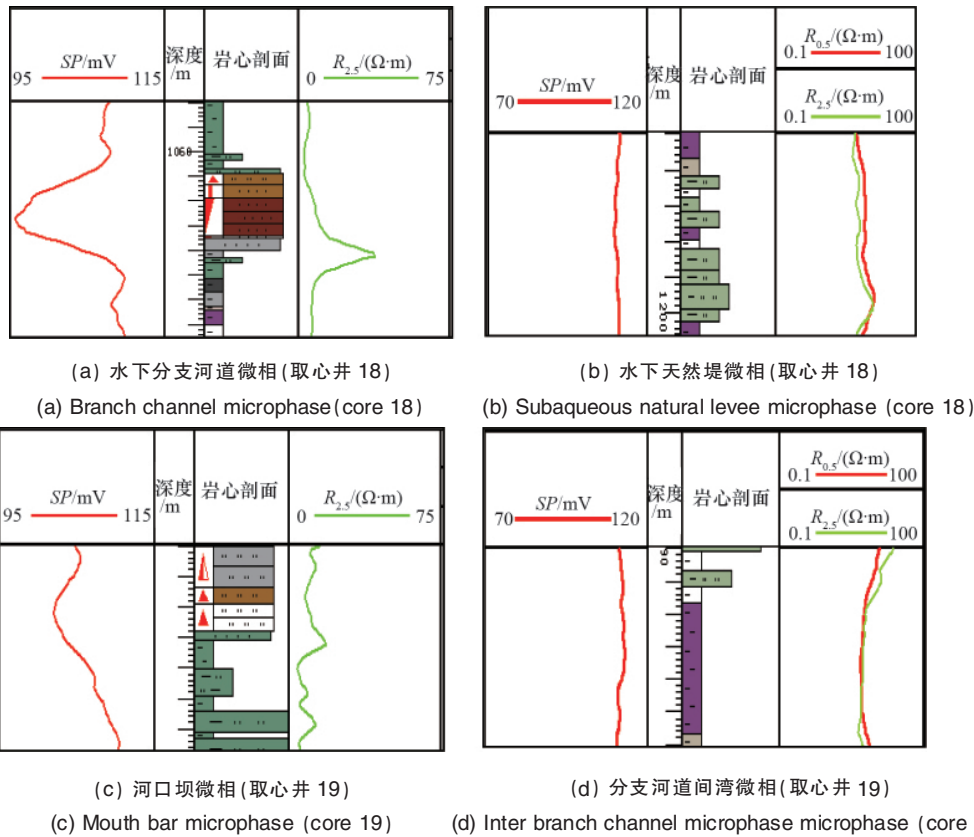 SP/mV
95 115
深度
/m
岩心剖面
R2.5/(Ω·m)
0 75
1060
(a) 水下分支河道微相(取心井 18)
(a) Branch channel microphase(core 18)
SP/mV
70 120
深度
/m
岩心剖面
R0.5/(Ω·m)
0.1 100
R2.5/(Ω·m)
0.1 100
1200
(b) 水下天然堤微相(取心井 18)
(b) Subaqueous natural levee microphase (core 18)
SP/mV
95 115
深度
/m
岩心剖面
R2.5/(Ω·m)
0 75
(c) 河口坝微相(取心井 19)
(c) Mouth bar microphase (core 19)
SP/mV
70 120
深度
/m
岩心剖面
R0.5/(Ω·m)
0.1 100
R2.5/(Ω·m)
0.1 100
90
(d) 分支河道间湾微相(取心井 19)
(d) Inter branch channel microphase microphase (core